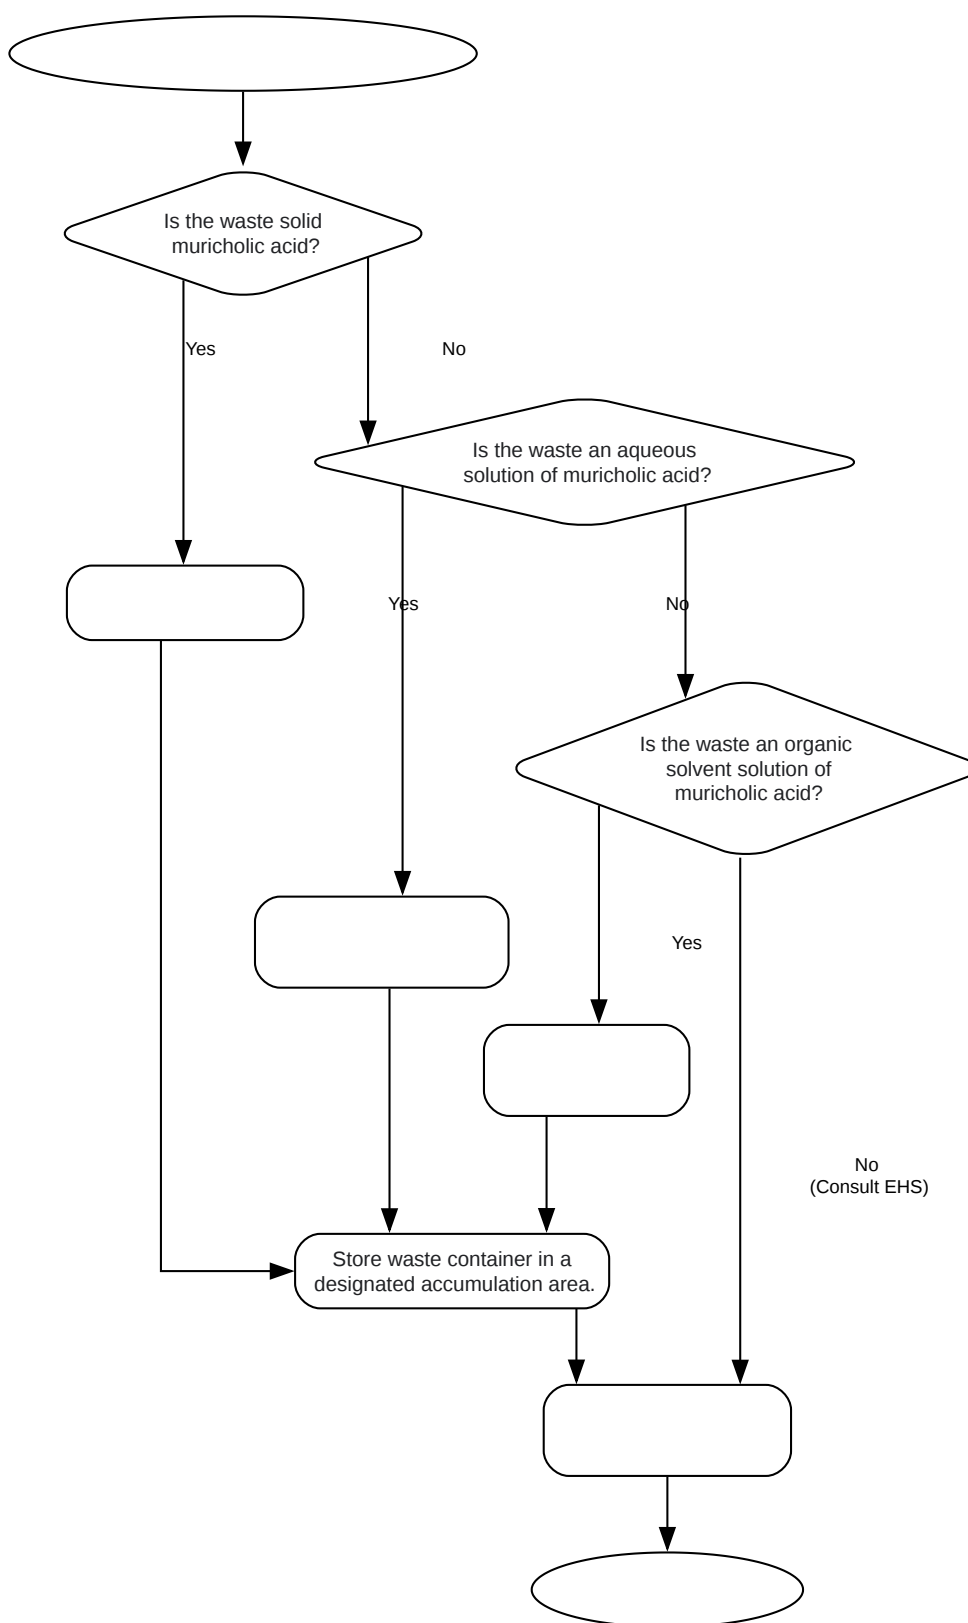 Is the waste solid
muricholic acid?
Yes
No
Is the waste an aqueous
solution of muricholic acid?
Yes
No
Is the waste an organic
solvent solution of
muricholic acid?
Yes
No
(Consult EHS)
Store waste container in a
designated accumulation area.